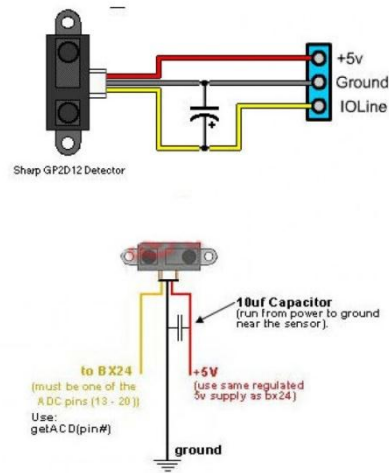 +5v
Ground
IOLine
+
Sharp GP2D12 Detector
10uf Capacitor
(run from power to ground
near the sensor).
to BX24
(must be one of the
ADC pins (13 - 20))
Use:
getACD(pin#)
+5V
(use same regulated
5v supply as bx24)
ground